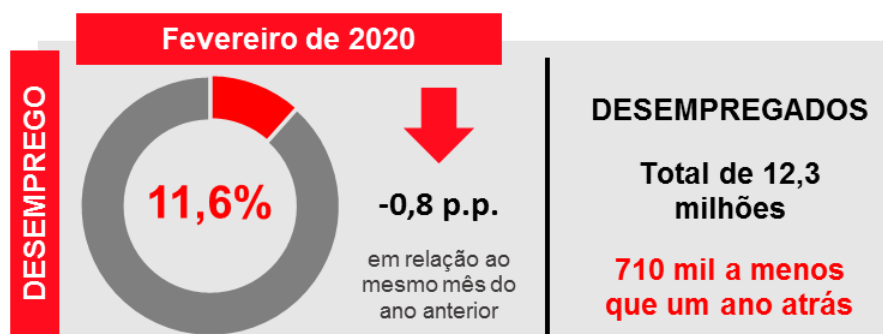 Fevereiro de 2020
DESEMPREGO
11,6%
-0,8 p.p.
em relação ao
mesmo mês do
ano anterior
DESEMPREGADOS
Total de 12,3
milhões
710 mil a menos
que um ano atrás